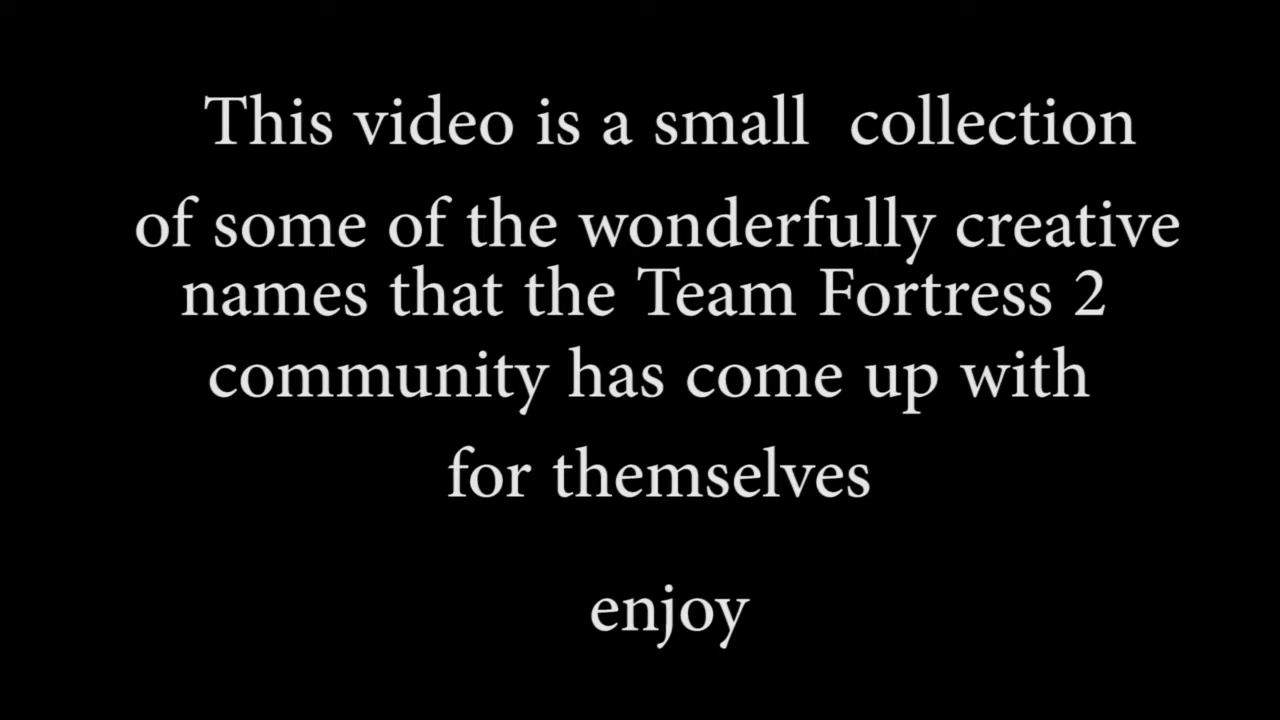 This video is a small  collection
of some of the wonderfully creative
names that the Team Fortress 2
community has come up with
for themselves
enjoy